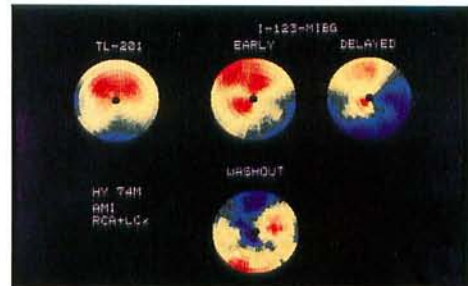 I-123-MIBG
TL-201 EARLY DELAYED
WASHOUT
HY 74M
AMI
RCA+LCx